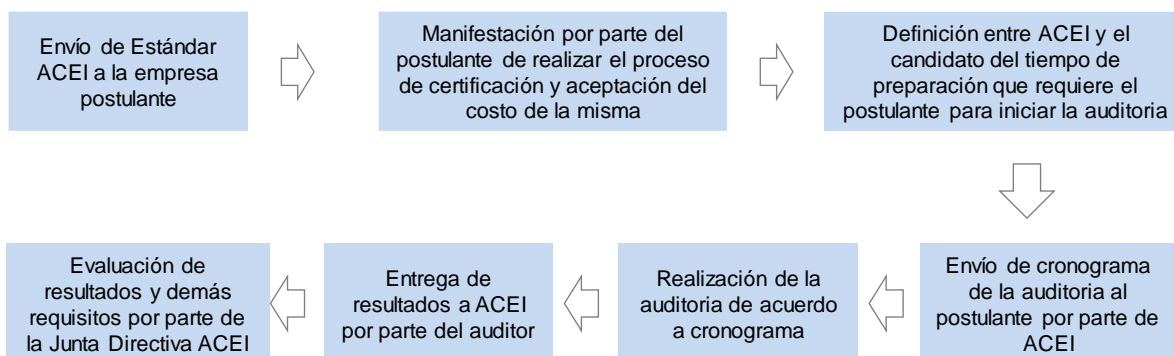 Envío de Estándar
ACEI a la empresa
postulante
Manifestación por parte del
postulante de realizar el proceso
de certificación y aceptación del
costo de la misma
Definición entre ACEI y el
candidato del tiempo de
preparación que requiere el
postulante para iniciar la auditoria
Envío de cronograma
de la auditoria al
postulante por parte de
ACEI
Realización de la
auditoria de acuerdo
a cronograma
Entrega de
resultados a ACEI
por parte del auditor
Evaluación de
resultados y demás
requisitos por parte de
la Junta Directiva ACEI